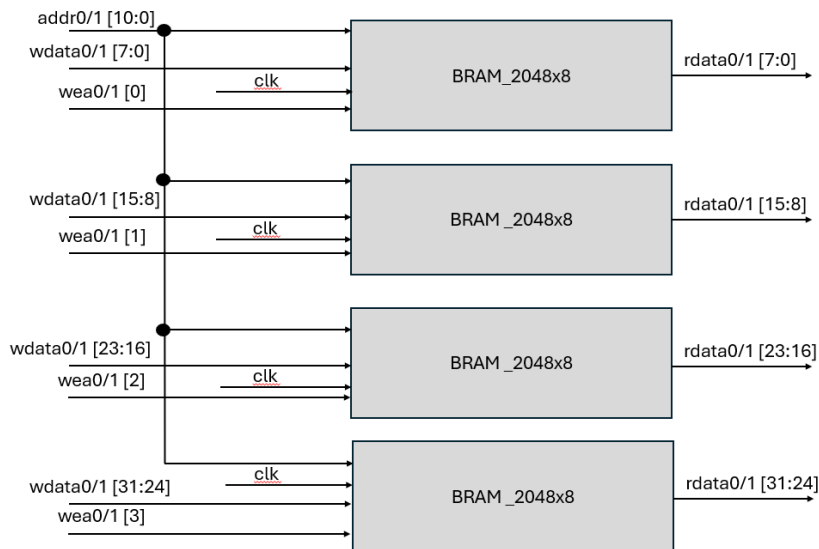 addr0/1 [10:0]
wdata0/1 [7:0]
clk
wea0/1 [0]
BRAM_2048x8
rdata0/1 [7:0]
wdata0/1 [15:8]
clk
wea0/1 [1]
BRAM _2048x8
rdata0/1 [15:8]
wdata0/1 [23:16]
clk
wea0/1 [2]
BRAM _2048x8
rdata0/1 [23:16]
clk
wdata0/1 [31:24]
wea0/1 [3]
BRAM _2048x8
rdata0/1 [31:24]